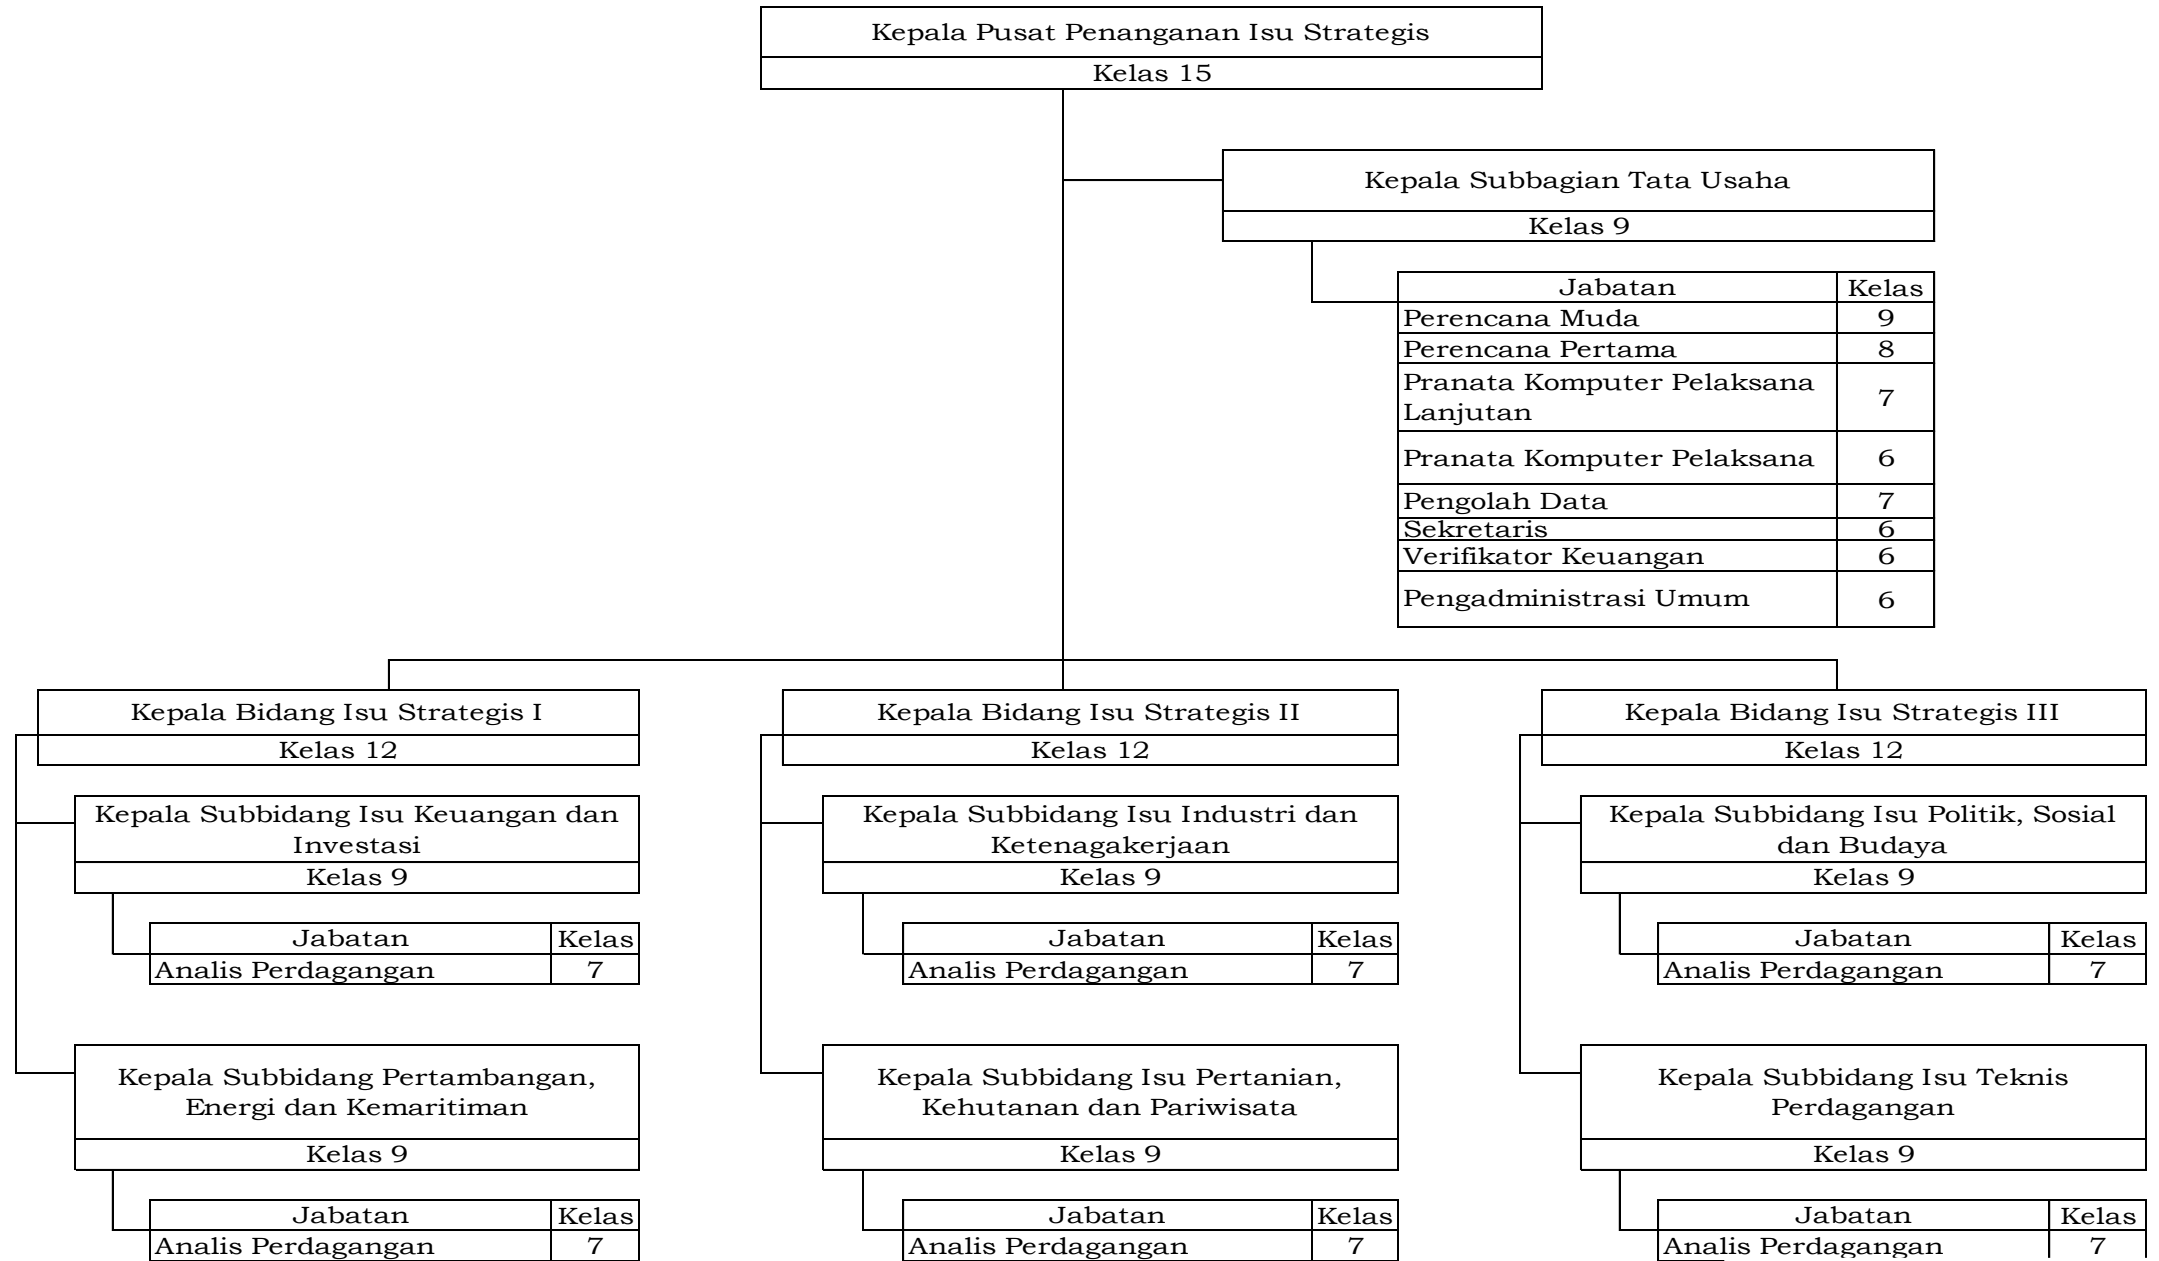 Kepala Pusat Penanganan Isu Strategis
Kelas 15
Kepala Subbagian Tata Usaha
Kelas 9
Jabatan Kelas
Perencana Muda 9
Perencana Pertama 8
Pranata Komputer Pelaksana
Lanjutan 7
Pranata Komputer Pelaksana 6
Pengolah Data 7
Sekretaris 6
Verifikator Keuangan 6
Pengadministrasi Umum 6
Kepala Bidang Isu Strategis I
Kelas 12
Kepala Subbidang Isu Keuangan dan
Investasi
Kelas 9
Jabatan Kelas
Analis Perdagangan 7
Kepala Subbidang Pertambangan,
Energi dan Kemaritiman
Kelas 9
Jabatan Kelas
Analis Perdagangan 7
Kepala Bidang Isu Strategis II
Kelas 12
Kepala Subbidang Isu Industri dan
Ketenagakerjaan
Kelas 9
Jabatan Kelas
Analis Perdagangan 7
Kepala Subbidang Isu Pertanian,
Kehutanan dan Pariwisata
Kelas 9
Jabatan Kelas
Analis Perdagangan 7
Kepala Bidang Isu Strategis III
Kelas 12
Kepala Subbidang Isu Politik, Sosial
dan Budaya
Kelas 9
Jabatan Kelas
Analis Perdagangan 7
Kepala Subbidang Isu Teknis
Perdagangan
Kelas 9
Jabatan Kelas
Analis Perdagangan 7